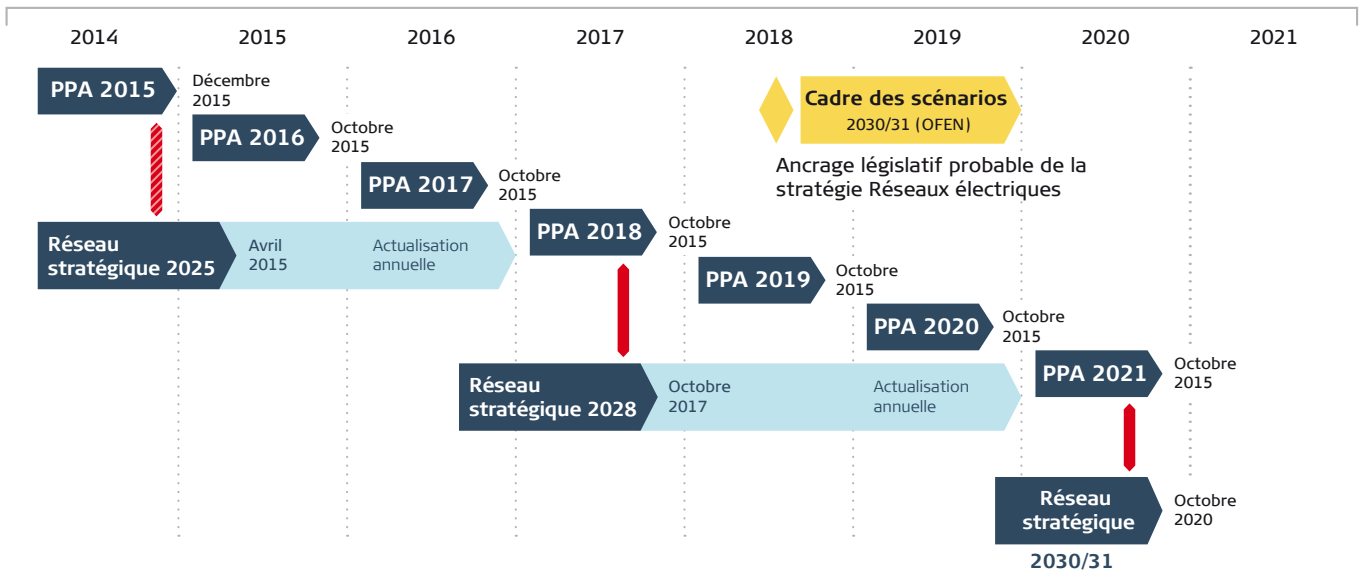 2014 2015 2016 2017 2018 2019 2020 2021
PPA 2015
Décembre
2015
PPA 2016
Octobre
2015
PPA 2017
Octobre
2015
Cadre des scénarios
2030/31 (OFEN)
Ancrage législatif probable de la
stratégie Réseaux électriques
Réseau
stratégique 2025
Avril
2015
Actualisation
annuelle
PPA 2018
Octobre
2015
PPA 2019
Octobre
2015
PPA 2020
Octobre
2015
Réseau
stratégique 2028
Octobre
2017
Actualisation
annuelle
PPA 2021
Octobre
2015
Réseau
stratégique
Octobre
2020
2030/31